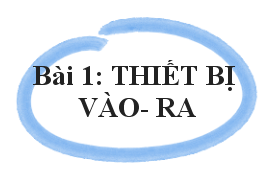 Bài 1: THIẾT BỊ
VÀO- RA